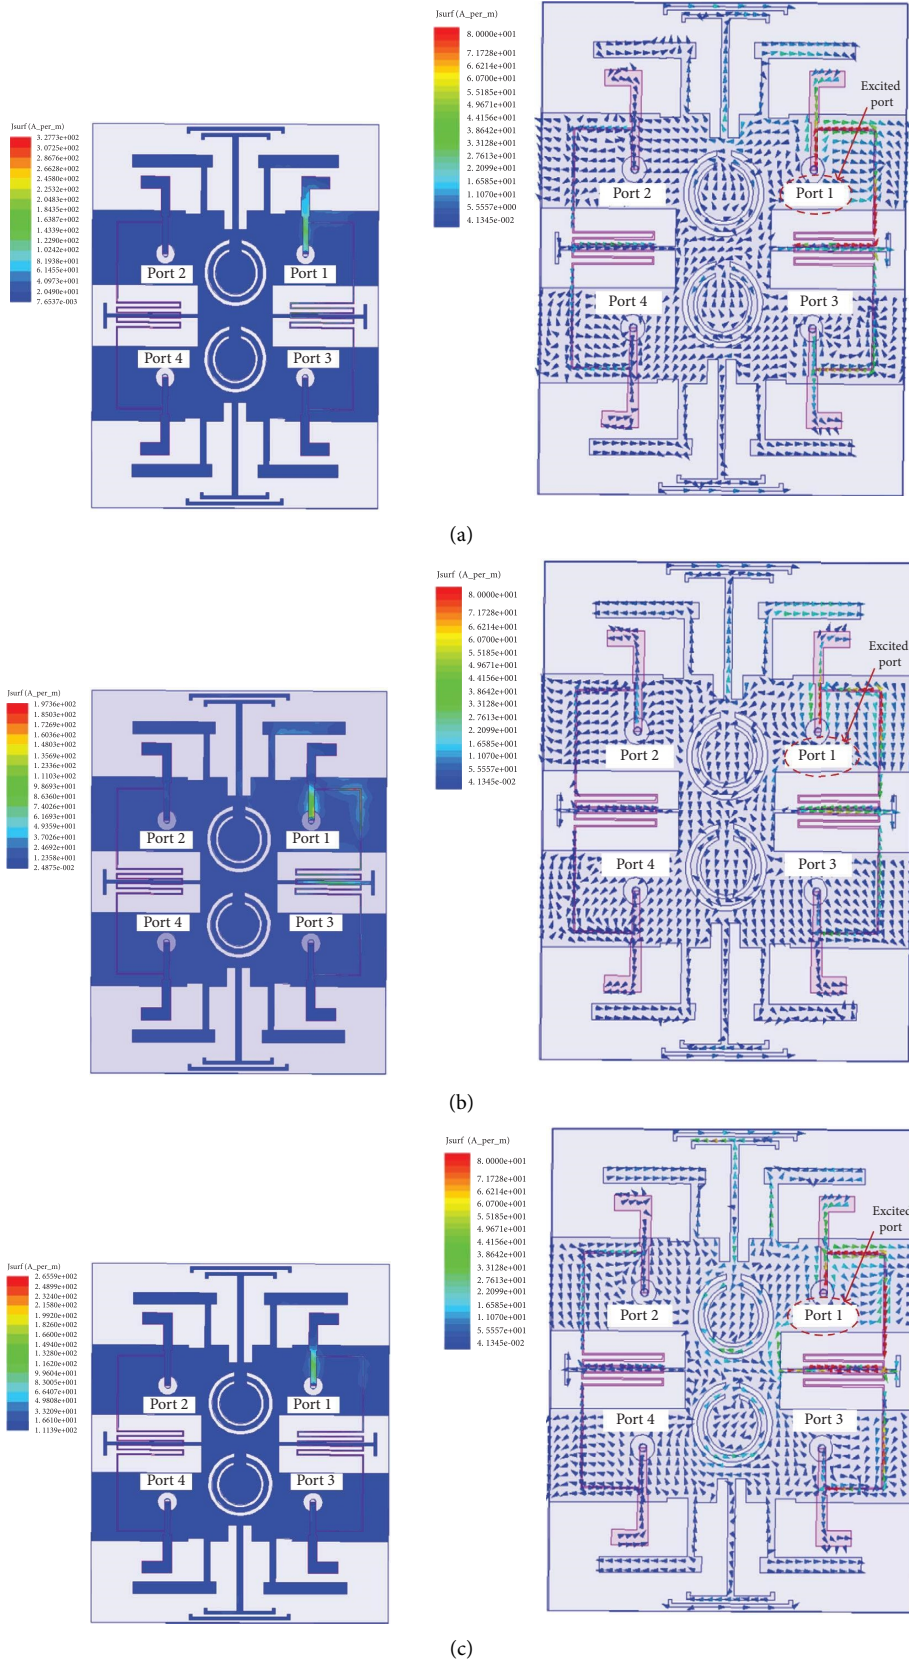 Jsurf (A_per_m)
3.2773e+002
3.0725e+002
2.8676e+002
2.6628e+002
2.4580e+002
2.2532e+002
2.0483e+002
1.8435e+002
1.6387e+002
1.4339e+002
1.2290e+002
1.0242e+002
8.1938e+001
6.1455e+001
4.0973e+001
2.0490e+001
7.6537e-003
Port 2
Port 1
Port 4
Port 3
Jsurf (A_per_m)
8.0000e+001
7.1728e+001
6.6214e+001
6.0700e+001
5.5185e+001
4.9671e+001
4.4156e+001
3.8642e+001
3.3128e+001
2.7613e+001
2.2099e+001
1.6585e+001
1.1070e+001
5.5557e+000
4.1345e-002
Excited
port
Port 2
Port 1
Port 4
Port 3
(a)
Jsurf (A_per_m)
1.9736e+002
1.8503e+002
1.7269e+002
1.6036e+002
1.4803e+002
1.3569e+002
1.2336e+002
1.1103e+002
9.8693e+001
8.6360e+001
7.4026e+001
6.1693e+001
4.9359e+001
3.7026e+001
2.4692e+001
1.2358e+001
2.4875e-002
Port 2
Port 1
Port 4
Port 3
Jsurf (A_per_m)
8.0000e+001
7.1728e+001
6.6214e+001
6.0700e+001
5.5185e+001
4.9671e+001
4.4156e+001
3.8642e+001
3.3128e+001
2.7613e+001
2.2099e+001
1.6585e+001
1.1070e+001
5.5557e+001
4.1345e-002
Excited
port
Port 2
Port 1
Port 4
Port 3
(b)
Jsurf (A_per_m)
2.6559e+002
2.4899e+002
2.3240e+002
2.1580e+002
1.9920e+002
1.8260e+002
1.6600e+002
1.4940e+002
1.3280e+002
1.1620e+002
9.9604e+001
8.3005e+001
6.6407e+001
4.9808e+001
3.3209e+001
1.6610e+001
1.1139e+002
Port 2
Port 1
Port 4
Port 3
Jsurf (A_per_m)
8.0000e+001
7.1728e+001
6.6214e+001
6.0700e+001
5.5185e+001
4.9671e+001
4.4156e+001
3.8642e+001
3.3128e+001
2.7613e+001
2.2099e+001
1.6585e+001
1.1070e+001
5.5557e+001
4.1345e-002
Excited
port
Port 2
Port 1
Port 4
Port 3
(c)